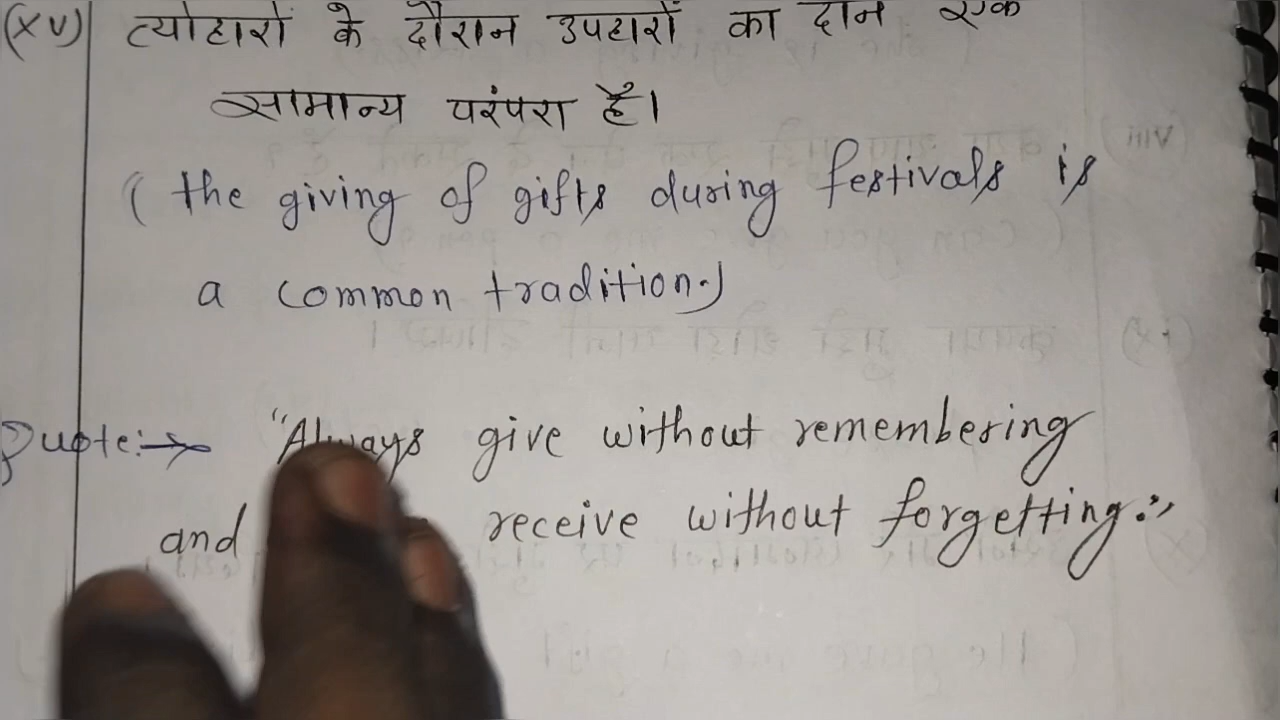 (xv) त्योहारों के दौरान उपहारों का दान एक
सामान्य परंपरा है।
( the giving of gifts during festivals is
a common tradition.)
Quote:→ "Always give without remembering
and receive without forgetting."